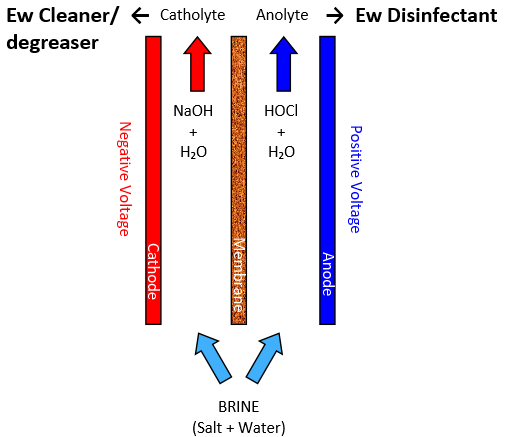 Ew Cleaner/
degreaser
← Catholyte
Anolyte → Ew Disinfectant
NaOH
+
H₂O
HOCl
+
H₂O
Negative Voltage
Positive Voltage
Cathode
Membrane
Anode
BRINE
(Salt + Water)